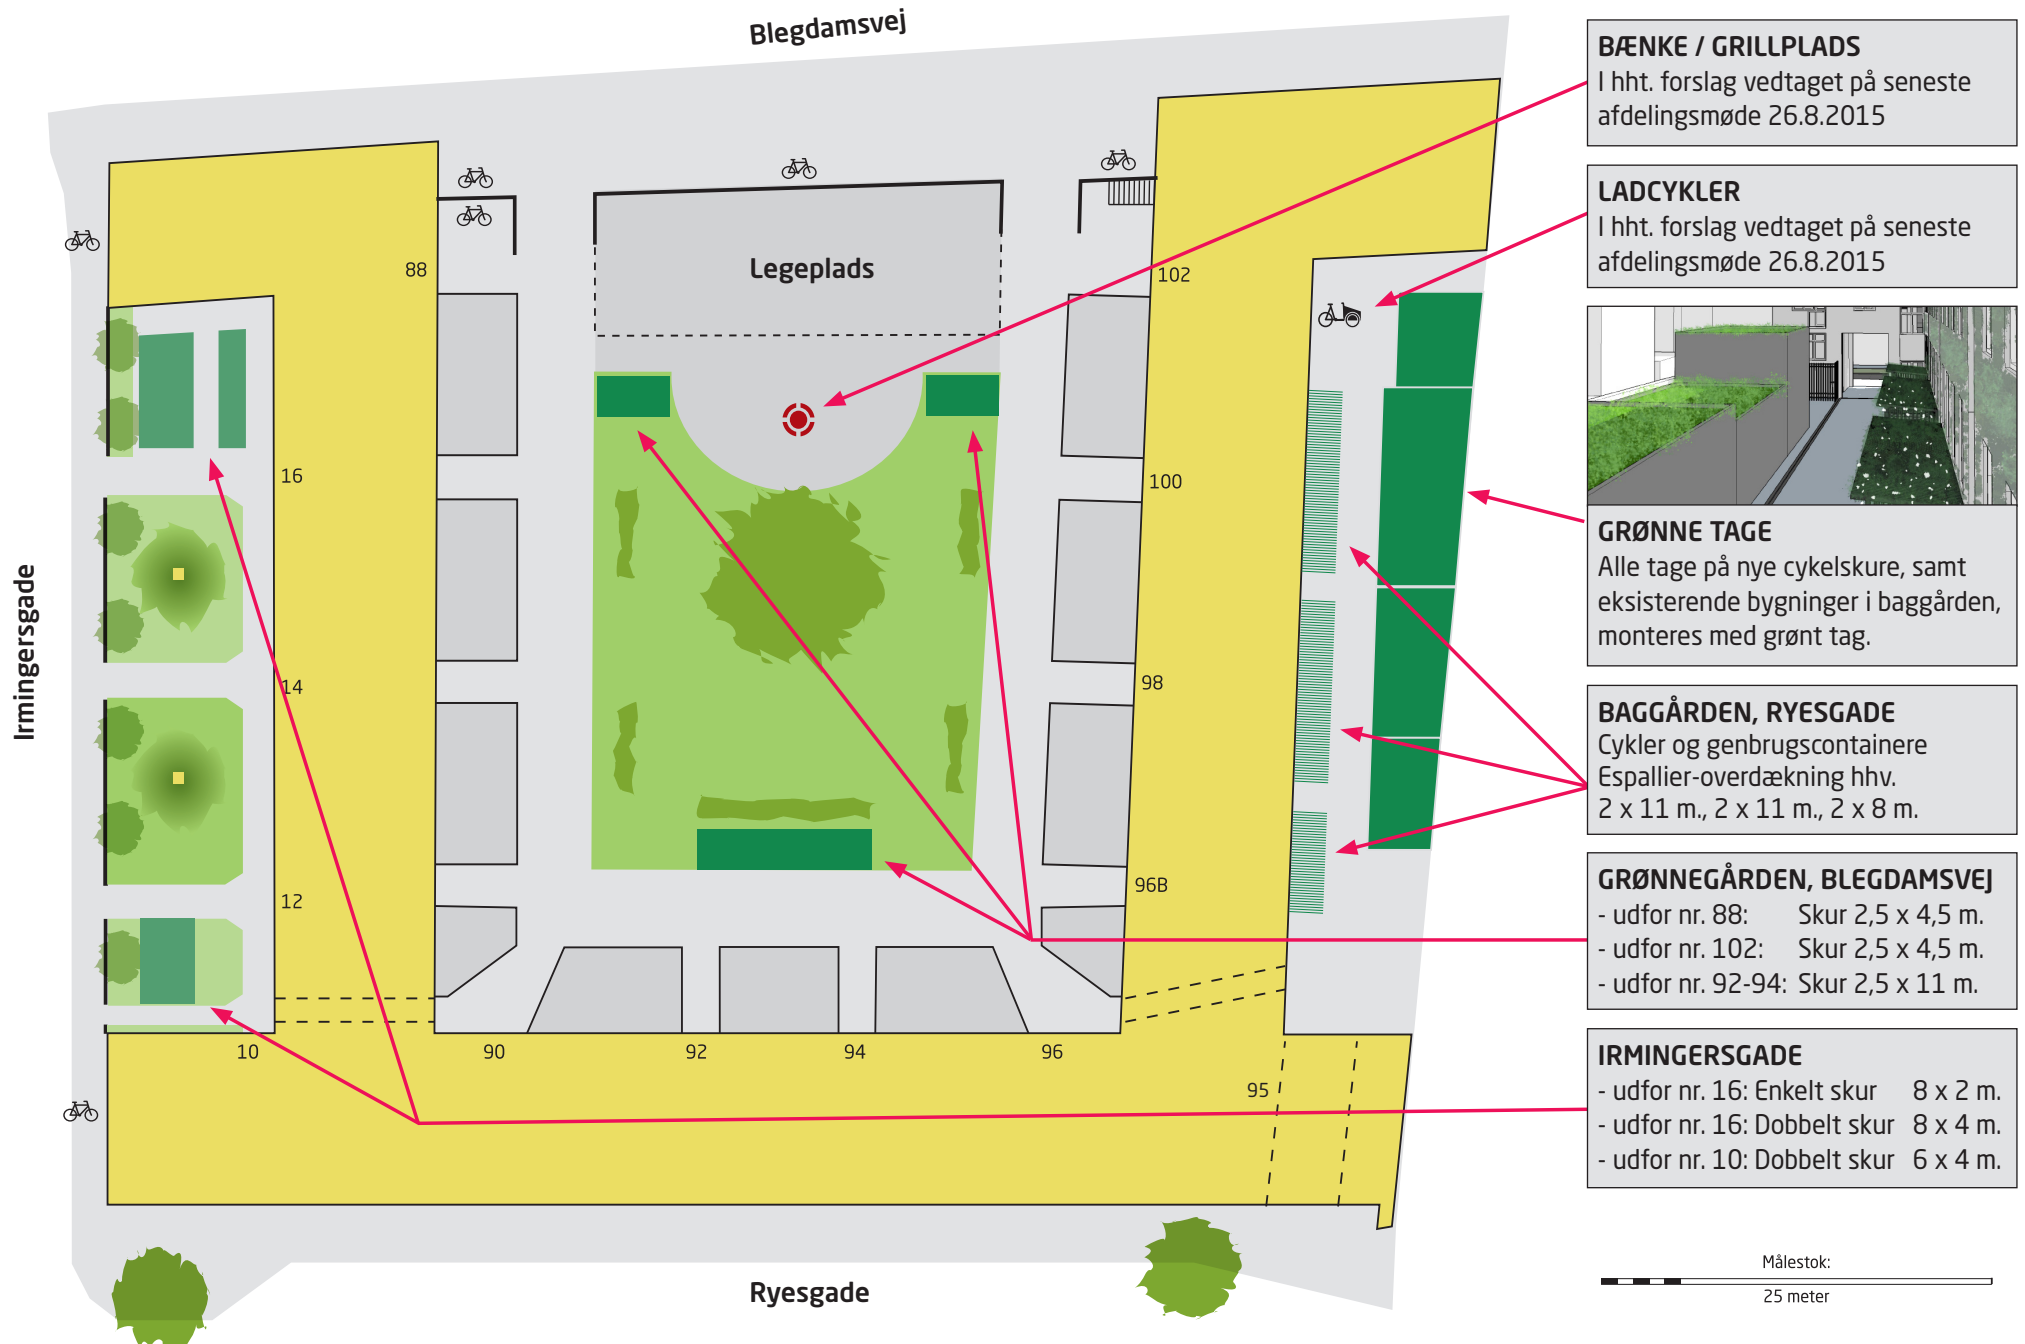 Blegdamsvej
Irmingersgade
Legeplads
88
102
16
100
14
98
12
96B
10
90
92
94
96
95
Ryesgade
BÆNKE / GRILLPLADS
I hht. forslag vedtaget på seneste
afdelingsmøde 26.8.2015
LADCYKLER
I hht. forslag vedtaget på seneste
afdelingsmøde 26.8.2015
GRØNNE TAGE
Alle tage på nye cykelskure, samt
eksisterende bygninger i baggården,
monteres med grønt tag.
BAGGÅRDEN, RYESGADE
Cykler og genbrugscontainere
Espallier-overdækning hhv.
2 x 11 m., 2 x 11 m., 2 x 8 m.
GRØNNEGÅRDEN, BLEGDAMSVEJ
- udfor nr. 88: Skur 2,5 x 4,5 m.
- udfor nr. 102: Skur 2,5 x 4,5 m.
- udfor nr. 92-94: Skur 2,5 x 11 m.
IRMINGERSGADE
- udfor nr. 16: Enkelt skur 8 x 2 m.
- udfor nr. 16: Dobbelt skur 8 x 4 m.
- udfor nr. 10: Dobbelt skur 6 x 4 m.
Målestok:
25 meter